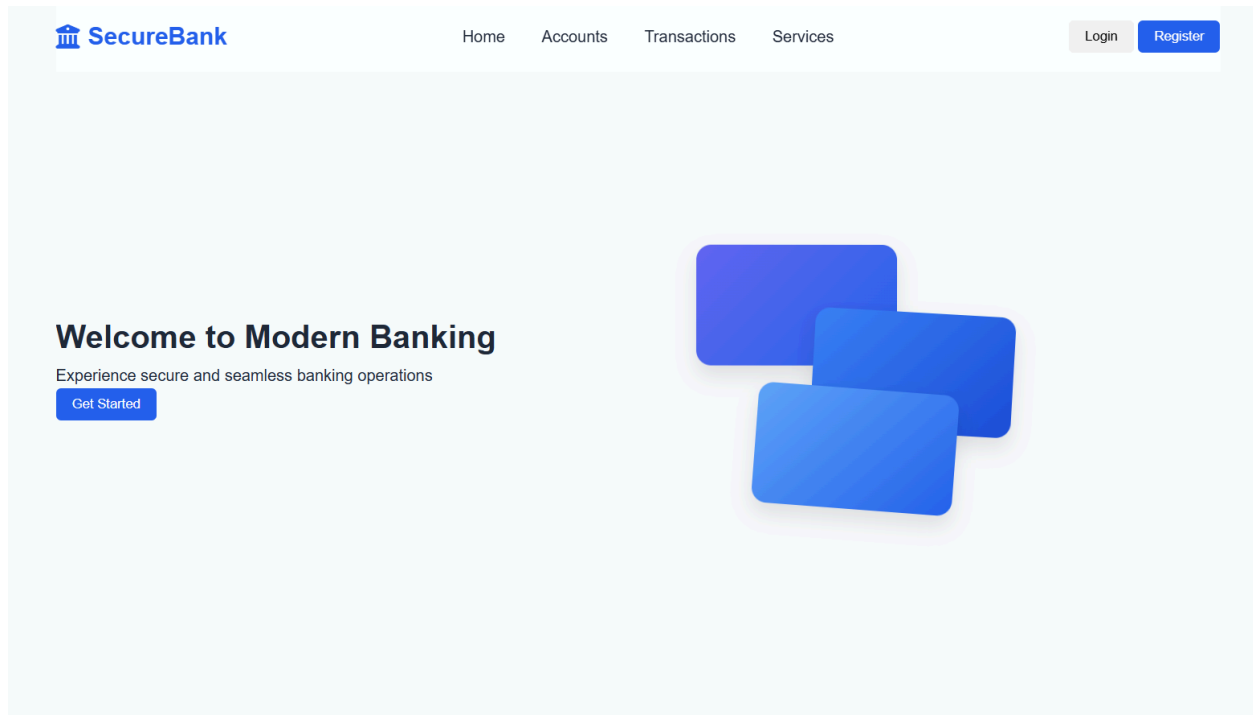 SecureBank
Home Accounts Transactions Services
Login Register
Welcome to Modern Banking
Experience secure and seamless banking operations
Get Started